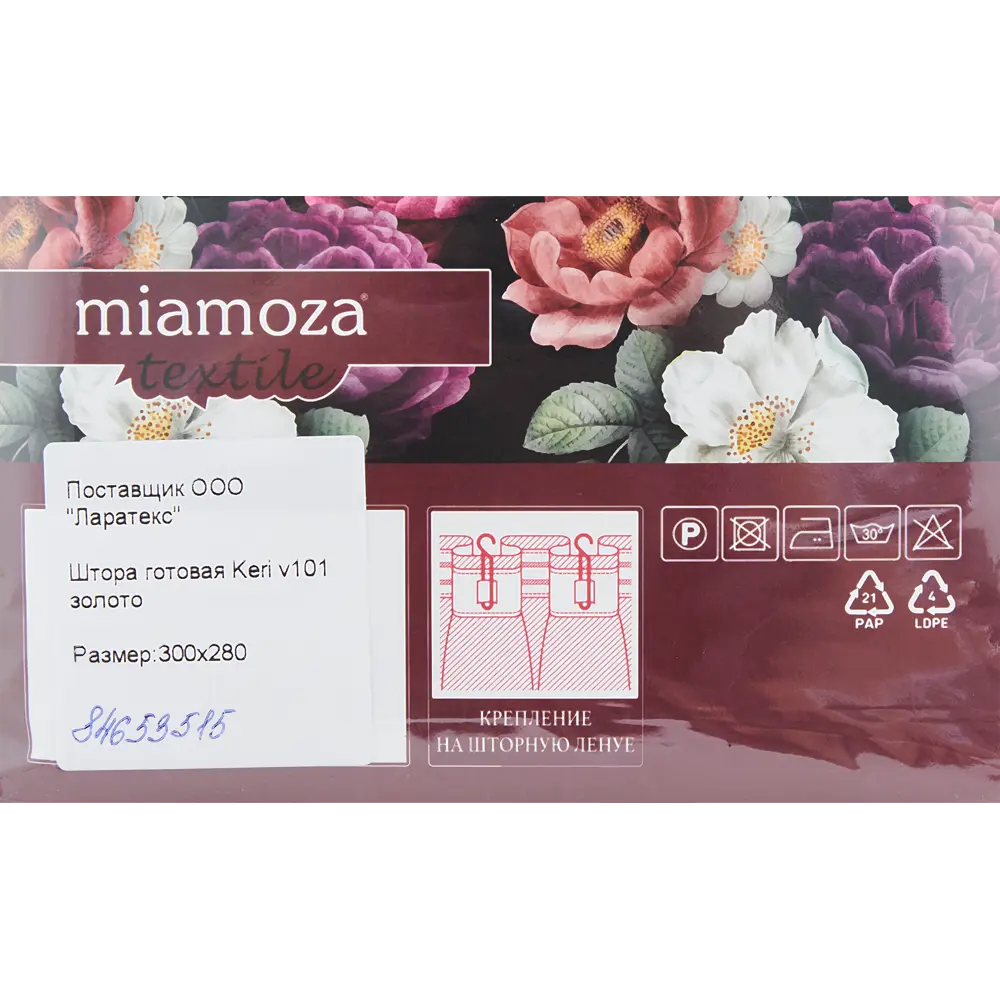 miamoza®
textile
Поставщик ООО
"Ларатекс"
Штора готовая Keri v101
золото
Размер:300x280
84653515
КРЕПЛЕНИЕ
НА ШТОРНУЮ ЛЕНУЕ
P
30°
21
PAP
4
LDPE